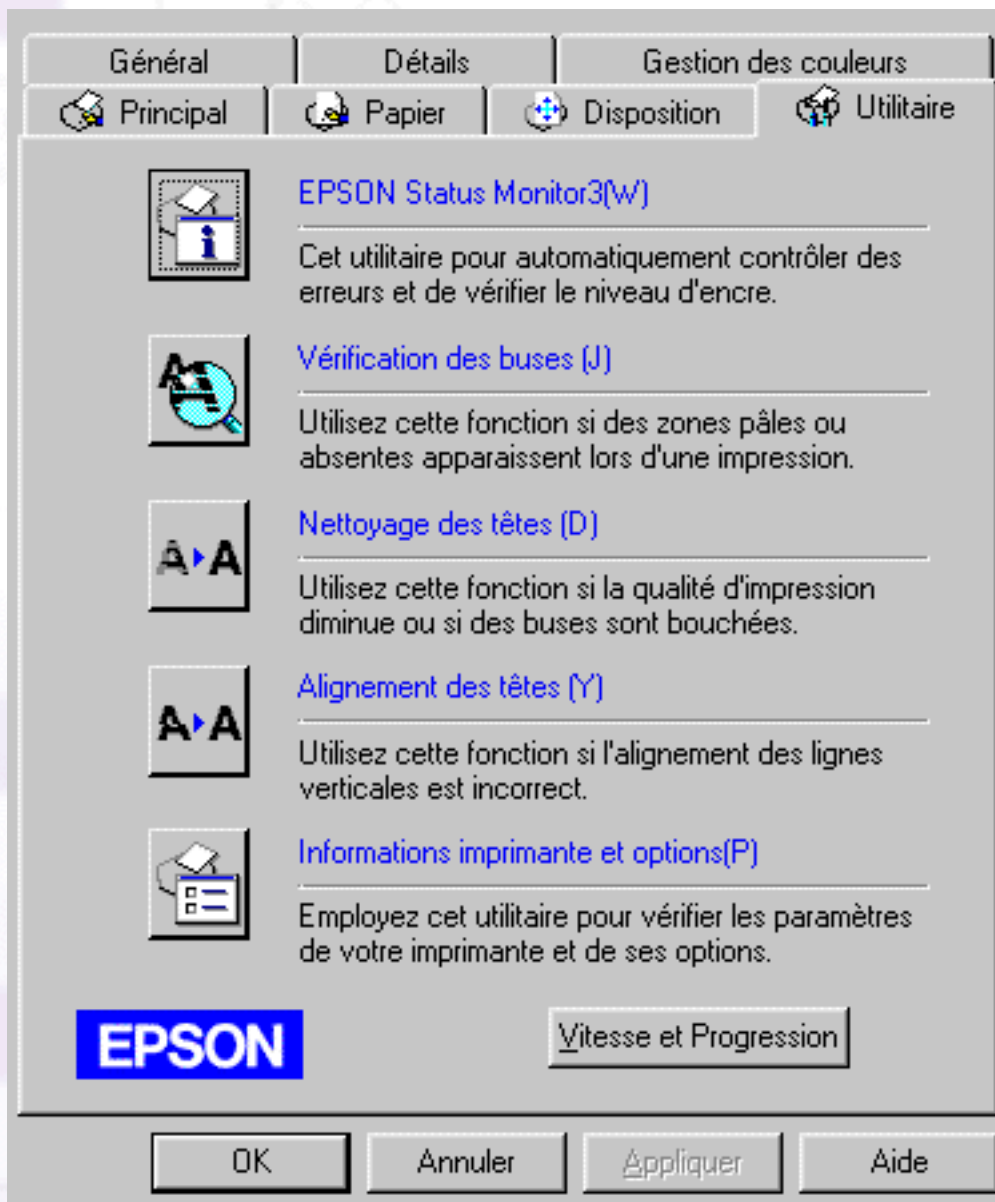 Général Détails Gestion des couleurs
Principal Papier Disposition Utilitaire
EPSON Status Monitor3(W)
Cet utilitaire pour automatiquement contrôler des
erreurs et de vérifier le niveau d'encre.
Vérification des buses (J)
Utilisez cette fonction si des zones pâles ou
absentes apparaissent lors d'une impression.
Nettoyage des têtes (D)
Utilisez cette fonction si la qualité d'impression
diminue ou si des buses sont bouchées.
Alignement des têtes (Y)
Utilisez cette fonction si l'alignement des lignes
verticales est incorrect.
Informations imprimante et options(P)
Employez cet utilitaire pour vérifier les paramètres
de votre imprimante et de ses options.
EPSON Vitesse et Progression
OK Annuler Appliquer Aide